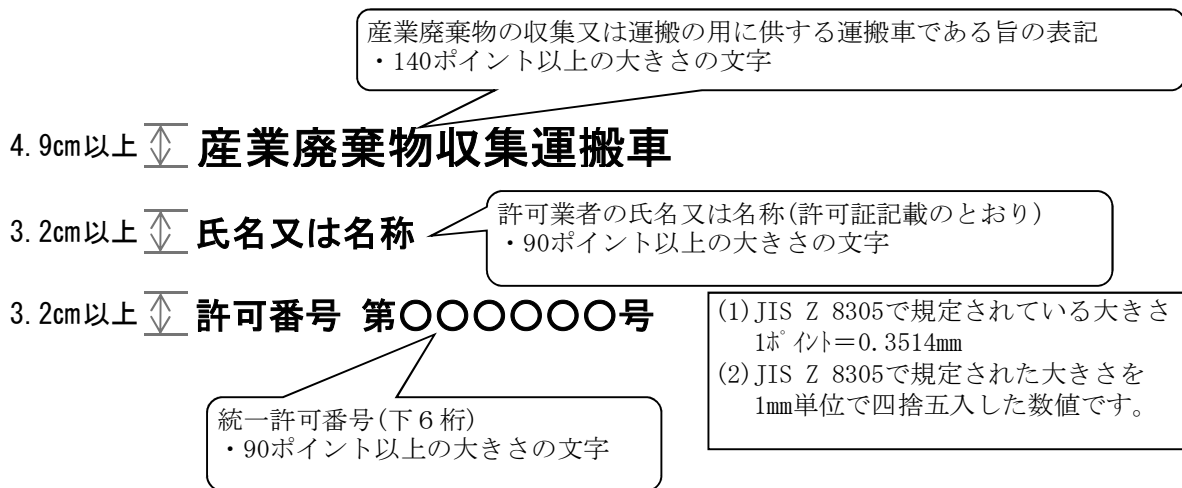 産業廃棄物の収集又は運搬の用に供する運搬車である旨の表記
・140ポイント以上の大きさの文字
4.9cm以上 産業廃棄物収集運搬車
3.2cm以上 氏名又は名称
許可業者の氏名又は名称(許可証記載のとおり)
・90ポイント以上の大きさの文字
3.2cm以上 許可番号 第○○○○○○号
(1)JIS Z 8305で規定されている大きさ
1ﾎﾟｲﾝﾄ＝0.3514mm
(2)JIS Z 8305で規定された大きさを
1mm単位で四捨五入した数値です。
統一許可番号(下６桁)
・90ポイント以上の大きさの文字